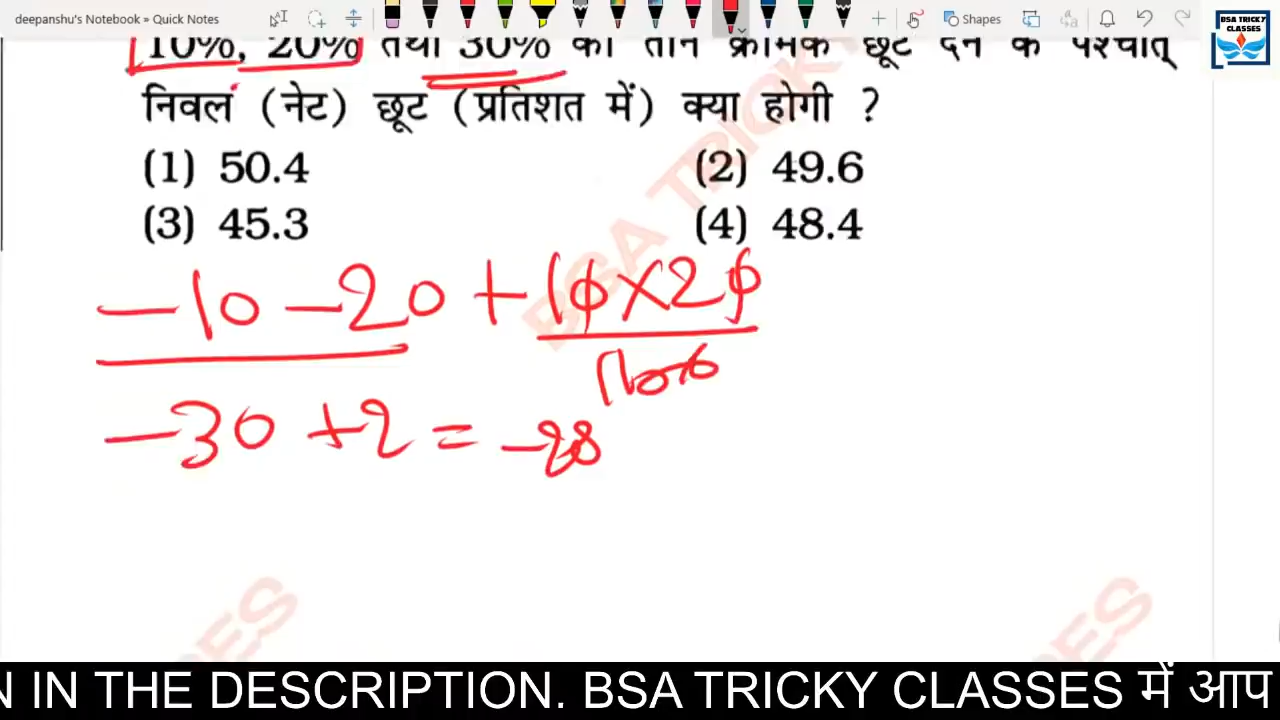 deepanshu's Notebook » Quick Notes
Shapes
BSA TRICKY
CLASSES
10%, 20% तथा 30% की तीन क्रमिक छूट देने के पश्चात्
निवल (नेट) छूट (प्रतिशत में) क्या होगी ?
(1) 50.4 (2) 49.6
(3) 45.3 (4) 48.4
-10 -20 + 10×20
100
-30 +2 = -28
N IN THE DESCRIPTION. BSA TRICKY CLASSES में आप